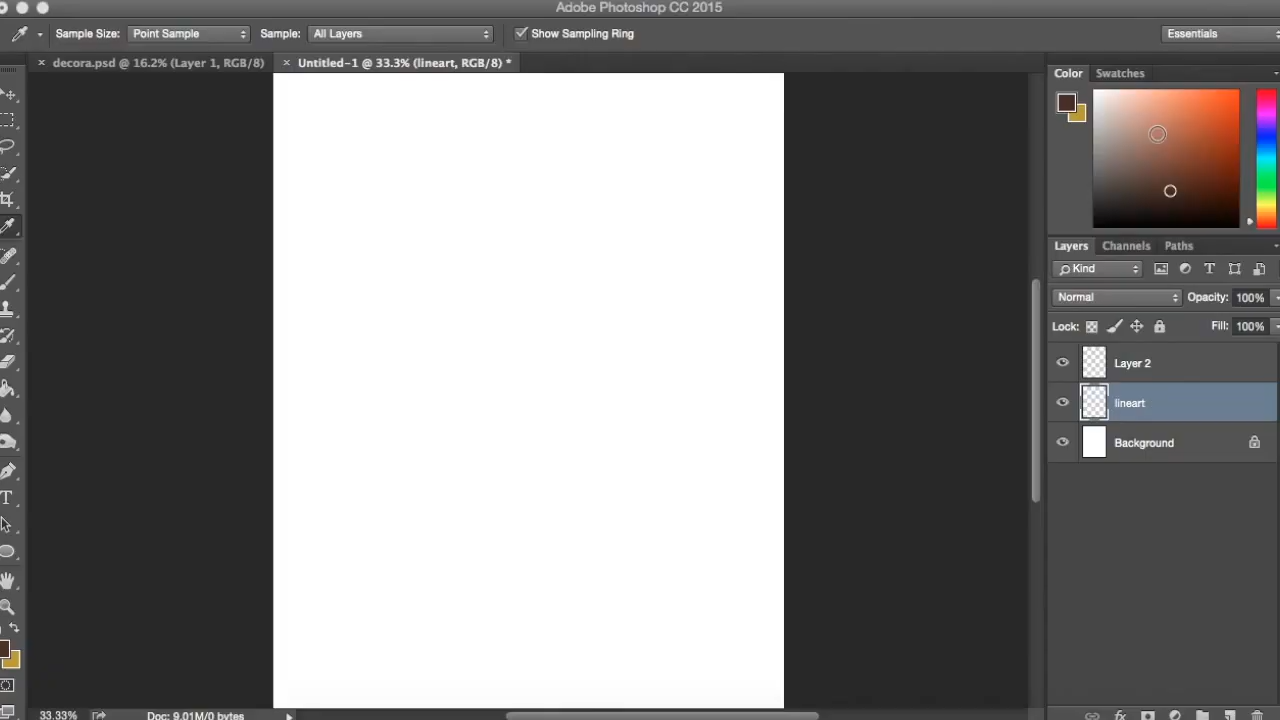 Adobe Photoshop CC 2015
Sample Size: Point Sample Sample: All Layers Show Sampling Ring Essentials
decora.psd @ 16.2% (Layer 1, RGB/8) Untitled-1 @ 33.3% (lineart, RGB/8) *
Color Swatches
Layers Channels Paths
Kind
Normal Opacity: 100%
Lock: Fill: 100%
Layer 2
lineart
Background
33.33% Doc: 9.01M/0 bytes